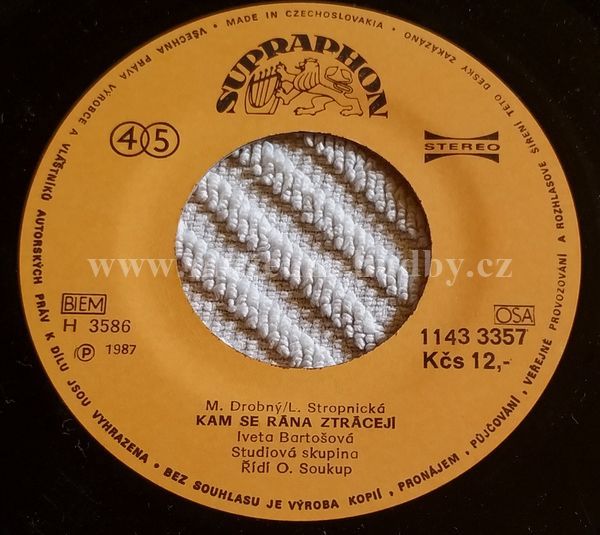 VŠECHNA PRÁVA VÝROBCE A VLASTNÍKŮ AUTORSKÝCH PRÁV K DÍLU JSOU VYHRAZENA • BEZ SOUHLASU JE VÝROBA KOPIÍ, PRONÁJEM, PŮJČOVÁNÍ, VEŘEJNÉ PROVOZOVÁNÍ A ROZHLASOVÉ ŠÍŘENÍ TÉTO DESKY ZAKÁZÁNO •
MADE IN CZECHOSLOVAKIA •
SUPRAPHON
45
STEREO
BIEM
H 3586
Ⓟ 1987
OSA
1143 3357
Kčs 12,-
M. Drobný/L. Stropnická
KAM SE RÁNA ZTRÁCEJÍ
Iveta Bartošová
Studiová skupina
Řídí O. Soukup